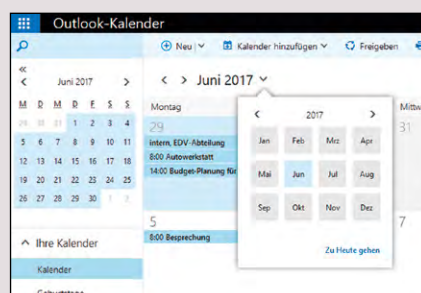 Outlook-Kalender
Neu
Kalender hinzufügen
Freigeben
Juni 2017
M D M D F S S
29 30 31 1 2 3 4
5 6 7 8 9 10 11
12 13 14 15 16 17 18
19 20 21 22 23 24 25
26 27 28 29 30 1 2
Ihre Kalender
Kalender
Geburtstage
Juni 2017
Montag
Mittw
29
31
intern, EDV-Abteilung
8:00 Autowerkstatt
14:00 Budget-Planung für
5
7
8:00 Besprechung
2017
Jan Feb Mrz Apr
Mai Jun Jul Aug
Sep Okt Nov Dez
Zu Heute gehen